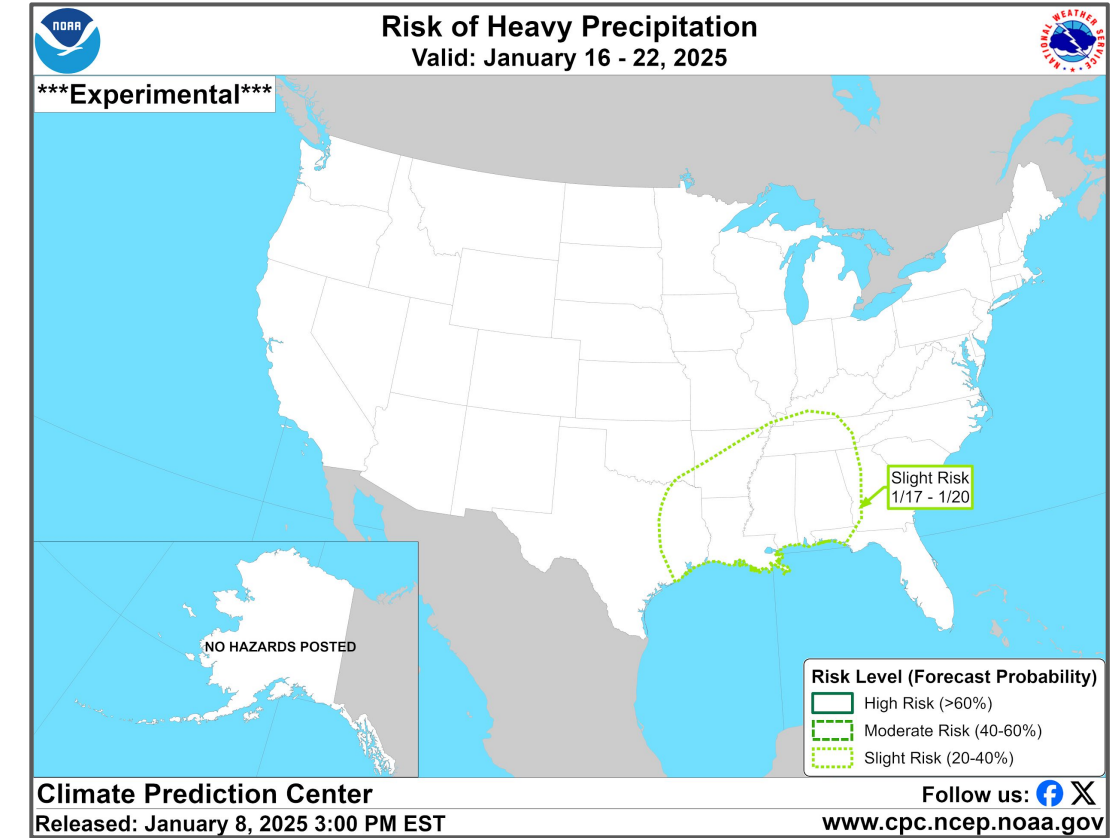 NOAA
Risk of Heavy Precipitation
Valid: January 16 - 22, 2025
NATIONAL WEATHER SERVICE
***Experimental***
Slight Risk
1/17 - 1/20
NO HAZARDS POSTED
Risk Level (Forecast Probability)
High Risk (>60%)
Moderate Risk (40-60%)
Slight Risk (20-40%)
Climate Prediction Center
Follow us:
Released: January 8, 2025 3:00 PM EST
www.cpc.ncep.noaa.gov